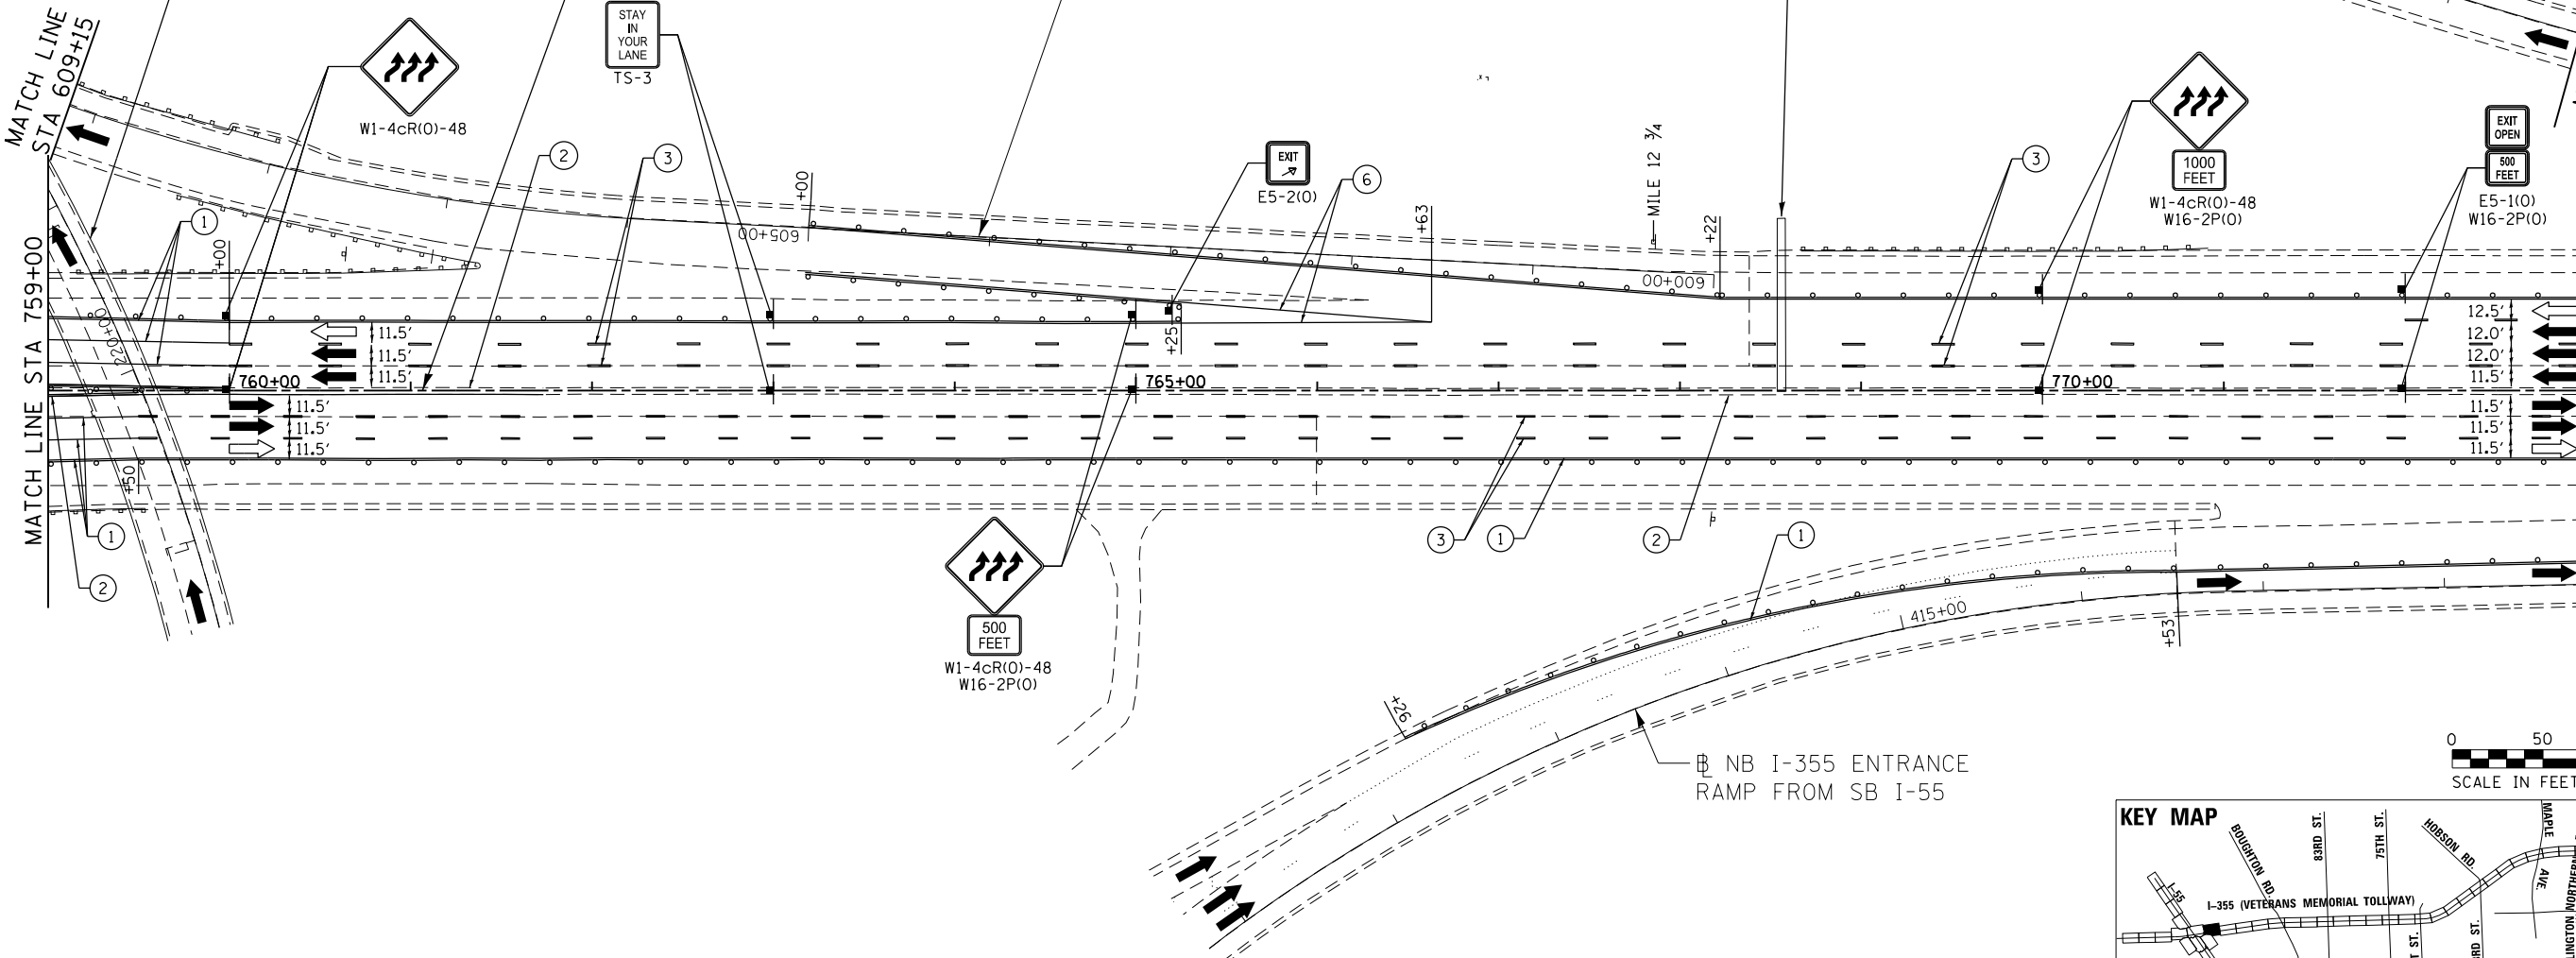 MATCH LINE
STA 609+15
W1-4cR(O)-48
STAY
IN
YOUR
LANE
TS-3
2
3
1
+00
+00
605+00
EXIT
E5-2(O)
6
+63
MILE 12 3/4
+22
600+00
3
1000
FEET
W1-4cR(O)-48
W16-2P(O)
EXIT
OPEN
500
FEET
E5-1(O)
W16-2P(O)
MATCH LINE STA 759+00
220+00
11.5'
11.5'
11.5'
+25
12.5'
12.0'
12.0'
11.5'
760+00
765+00
770+00
11.5'
11.5'
11.5'
11.5'
11.5'
11.5'
+50
1
2
500
FEET
W1-4cR(O)-48
W16-2P(O)
3
1
2
1
+26
415+00
+53
NB I-355 ENTRANCE
RAMP FROM SB I-55
0 50
SCALE IN FEET
KEY MAP
BOUGHTON RD.
83RD ST.
75TH ST.
HOBSON RD.
MAPLE
AVE.
I-55
I-355 (VETERANS MEMORIAL TOLLWAY)